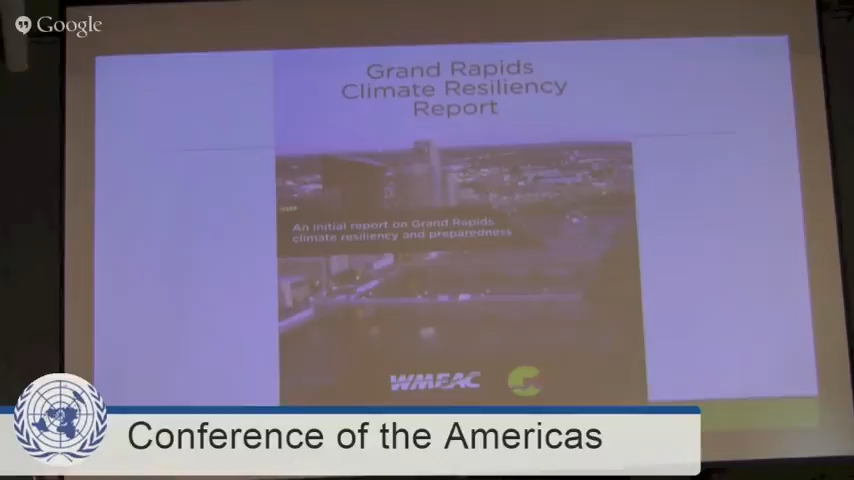 Google
Grand Rapids
Climate Resiliency
Report
An initial report on Grand Rapids
climate resiliency and preparedness
WMEAC
Conference of the Americas